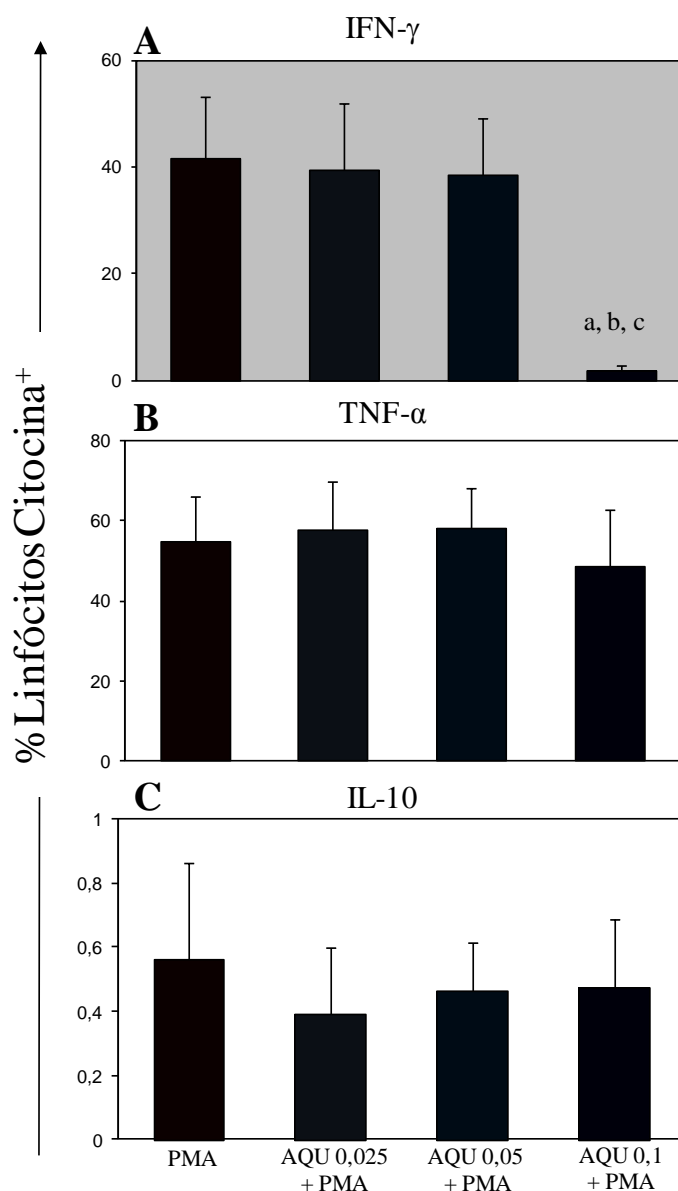 A
IFN-γ
60
40
20
0
a, b, c
B
TNF-α
80
60
40
20
0
C
IL-10
1
0,8
0,6
0,4
0,2
0
PMA
AQU 0,025
+ PMA
AQU 0,05
+ PMA
AQU 0,1
+ PMA
% Linfócitos Citocina⁺